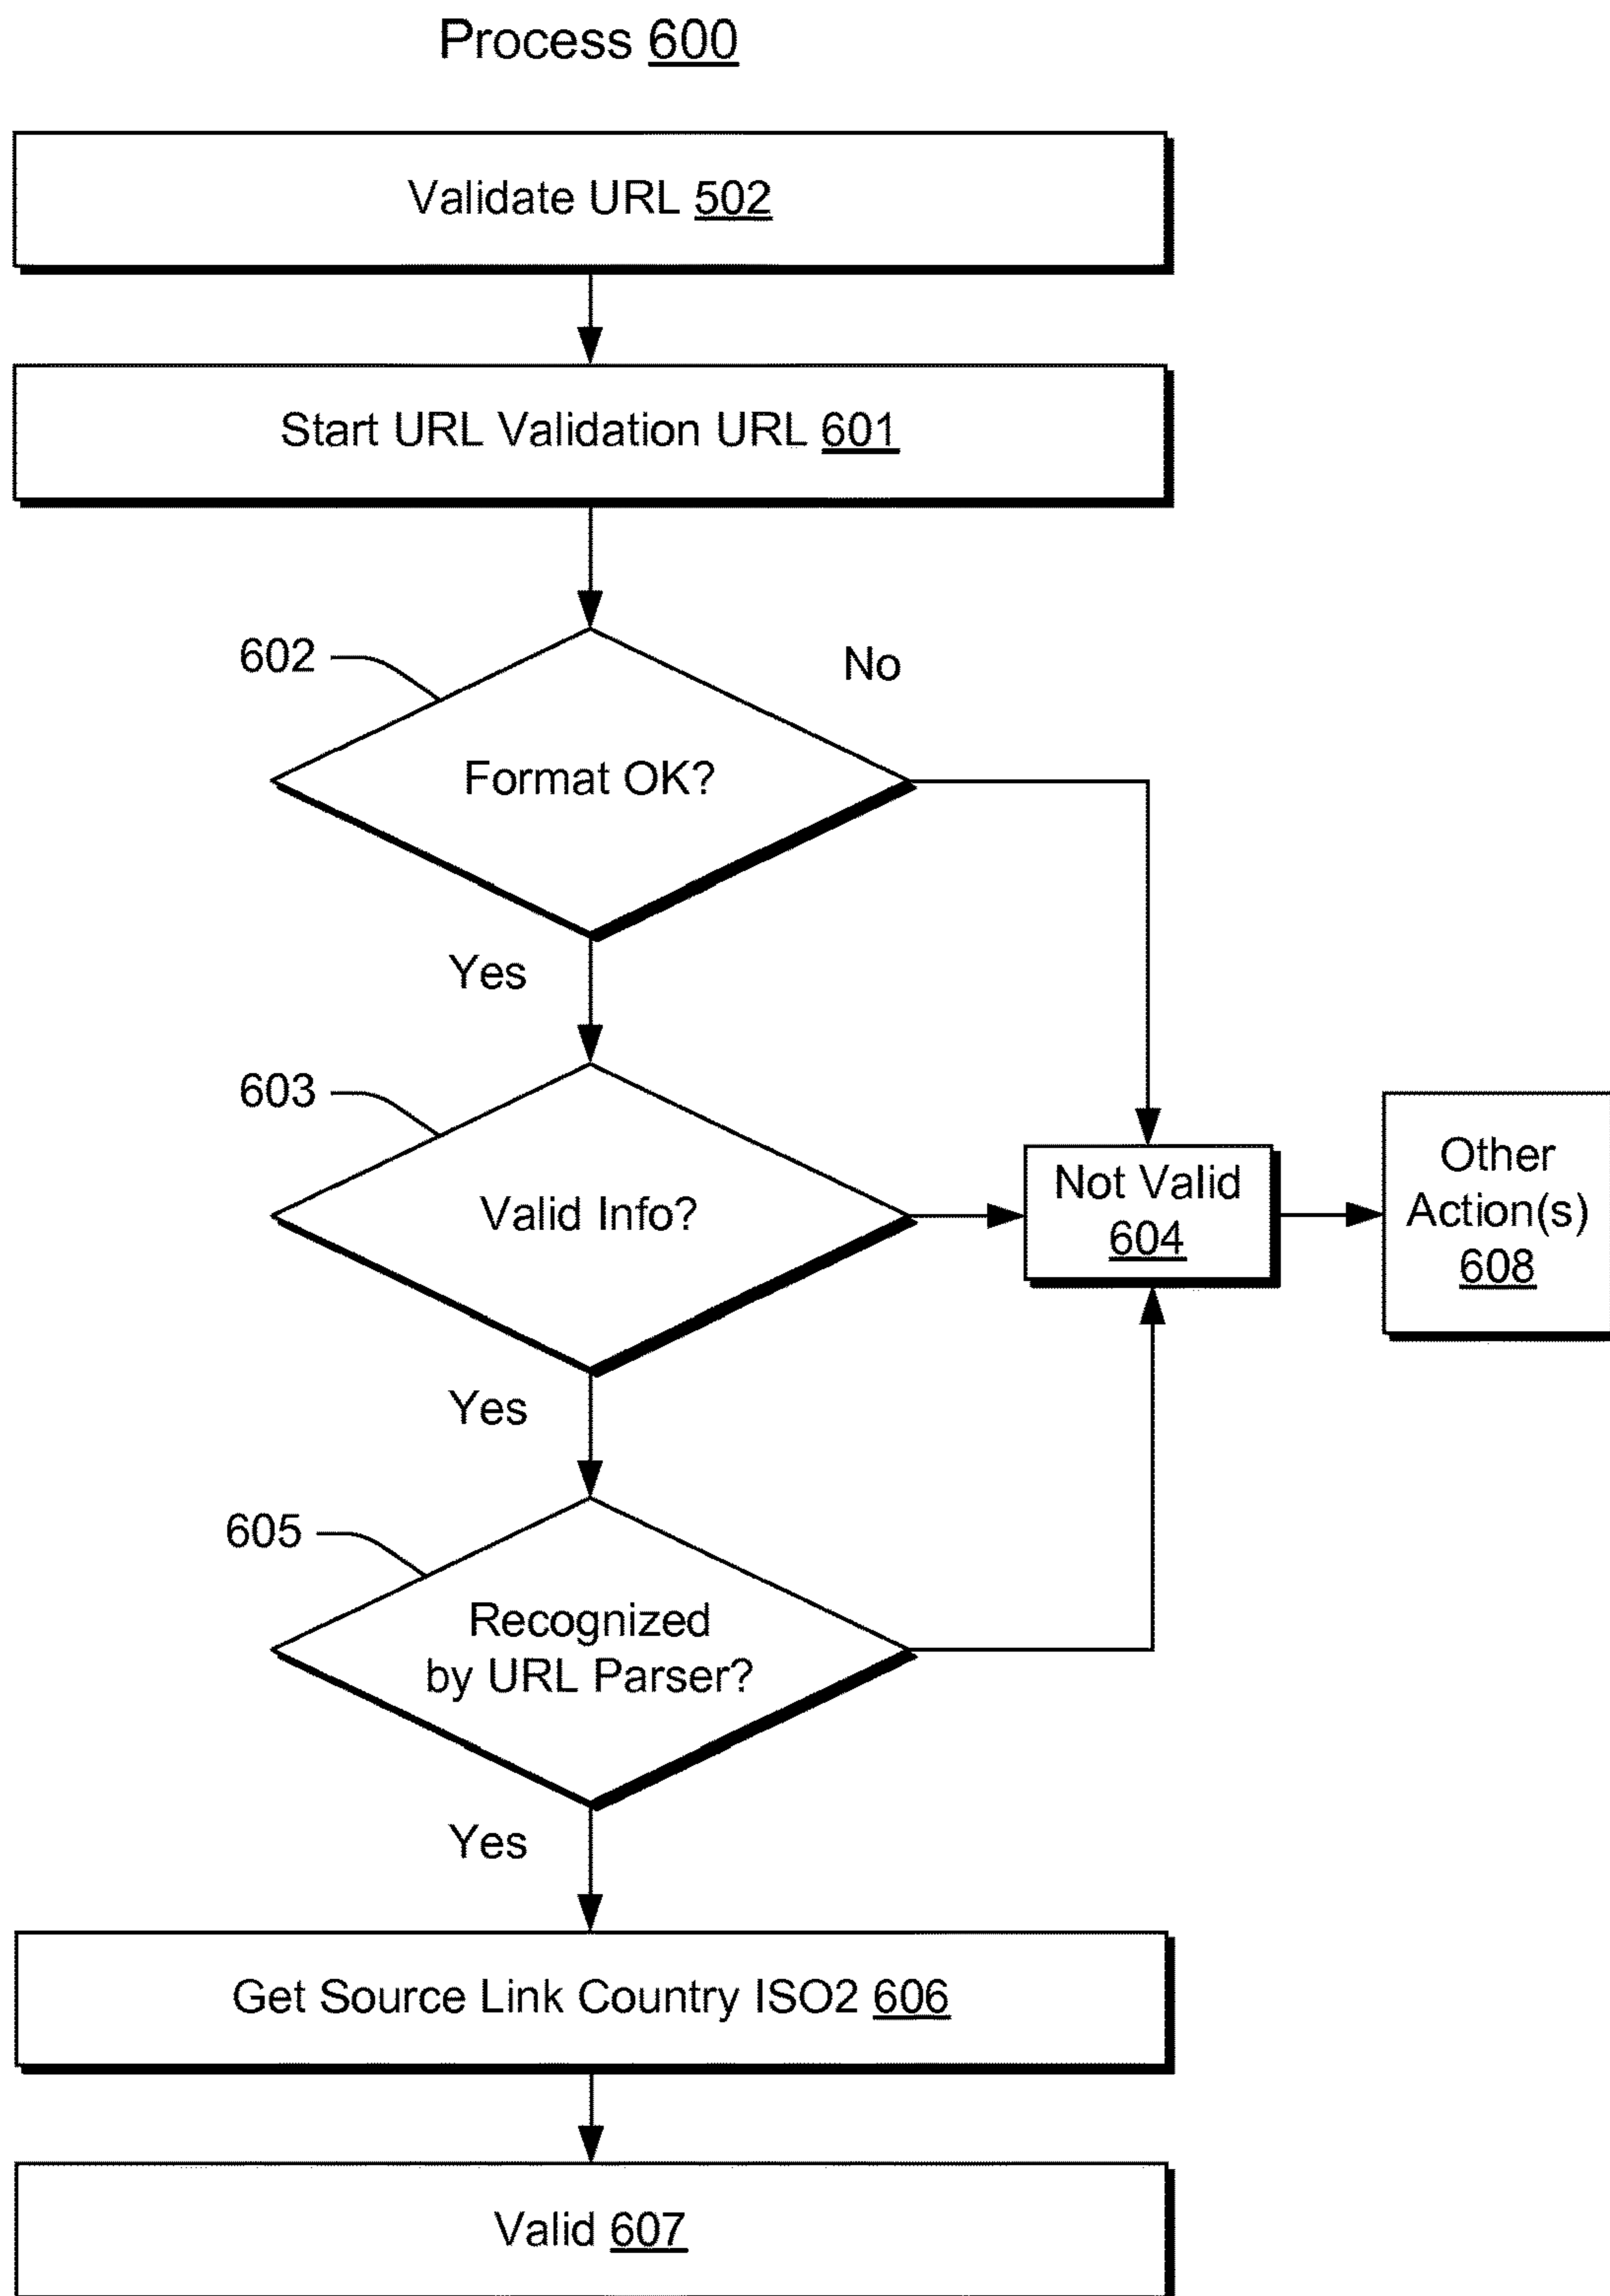 Process 600
Validate URL 502
Start URL Validation URL 601
602
No
Format OK?
Yes
603
Valid Info?
Not Valid
604
Other
Action(s)
608
Yes
605
Recognized
by URL Parser?
Yes
Get Source Link Country ISO2 606
Valid 607